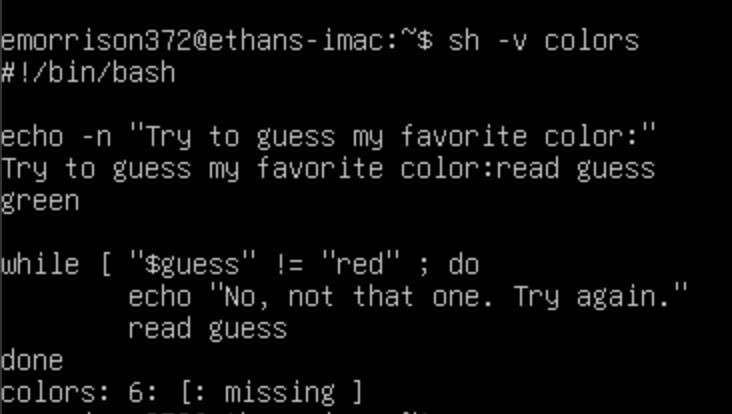 emorrison372@ethans-imac:~$ sh -v colors
#!/bin/bash
echo -n "Try to guess my favorite color:"
Try to guess my favorite color:read guess
green
while [ "$guess" != "red" ; do
echo "No, not that one. Try again."
read guess
done
colors: 6: [: missing ]